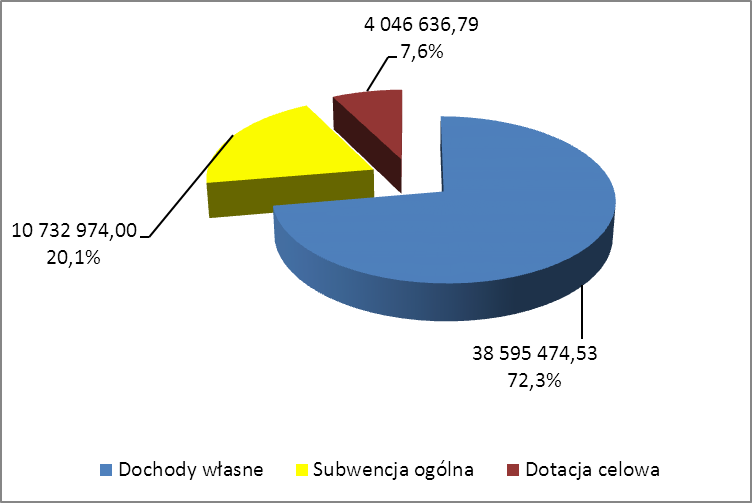 4 046 636,79
7,6%
10 732 974,00
20,1%
38 595 474,53
72,3%
Dochody własne Subwencja ogólna Dotacja celowa